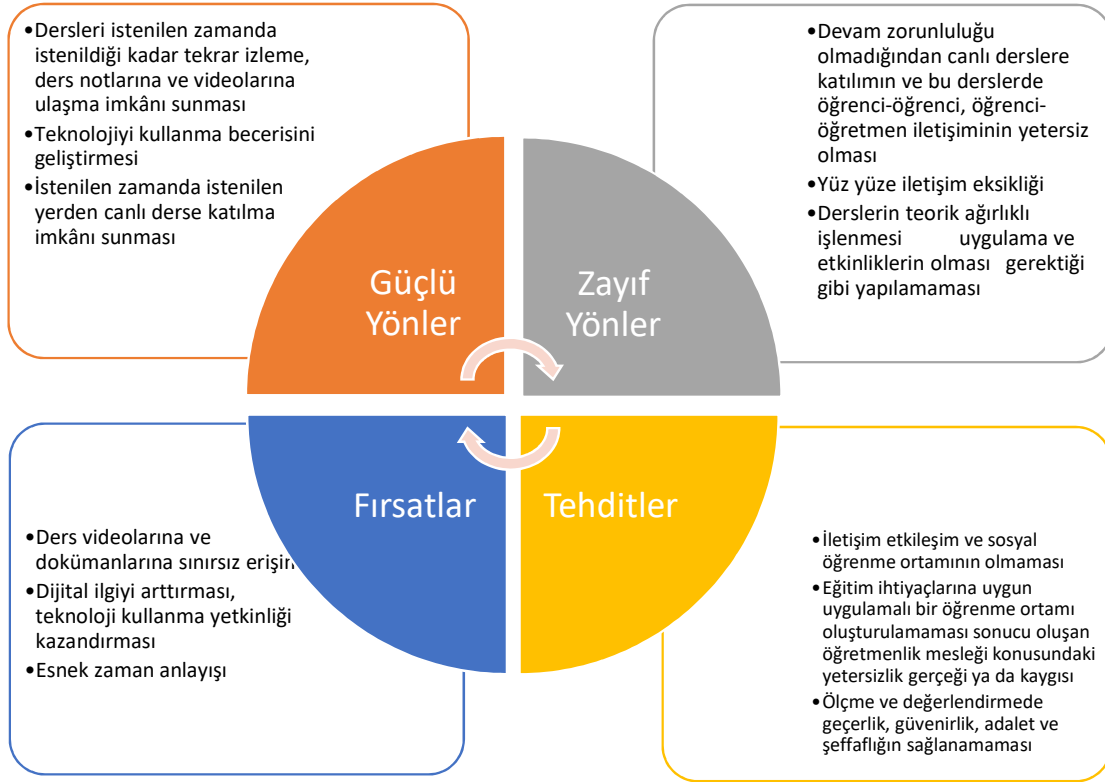 •Dersleri istenilen zamanda
istenildiği kadar tekrar izleme,
ders notlarına ve videolarına
ulaşma imkânı sunması
•Teknolojiyi kullanma becerisini
geliştirmesi
•İstenilen zamanda istenilen
yerden canlı derse katılma
imkânı sunması
•Devam zorunluluğu
olmadığından canlı derslere
katılımın ve bu derslerde
öğrenci-öğrenci, öğrenci-
öğretmen iletişiminin yetersiz
olması
•Yüz yüze iletişim eksikliği
•Derslerin teorik ağırlıklı
işlenmesi uygulama ve
etkinliklerin olması gerektiği
gibi yapılamaması
Güçlü
Yönler
Zayıf
Yönler
Fırsatlar
Tehditler
•Ders videolarına ve
dokümanlarına sınırsız
•Dijital ilgiyi arttırması,
teknoloji kullanma yetkinliği
kazandırması
•Esnek zaman anlayışı
•İletişim etkileşim ve sosyal
öğrenme ortamının olmaması
•Eğitim ihtiyaçlarına uygun
uygulamalı bir öğrenme ortamı
oluşturulamaması sonucu oluşan
öğretmenlik mesleği konusundaki
yetersizlik gerçeği ya da kaygısı
•Ölçme ve değerlendirmede
geçerlik, güvenirlik, adalet ve
şeffaflığın sağlanamaması